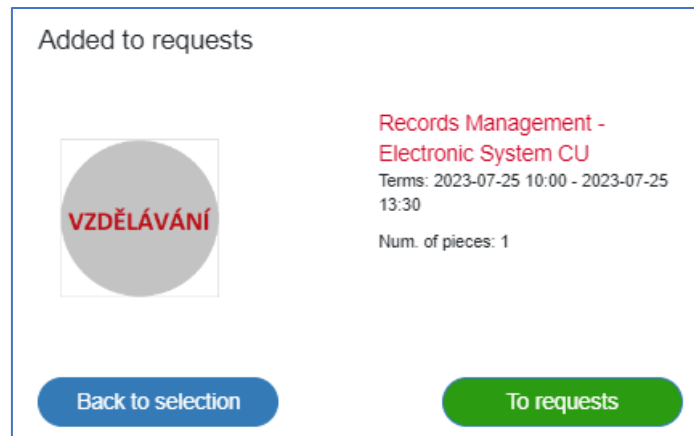 Added to requests
VZDĚLÁVÁNÍ
Records Management -
Electronic System CU
Terms: 2023-07-25 10:00 - 2023-07-25
13:30
Num. of pieces: 1
Back to selection
To requests